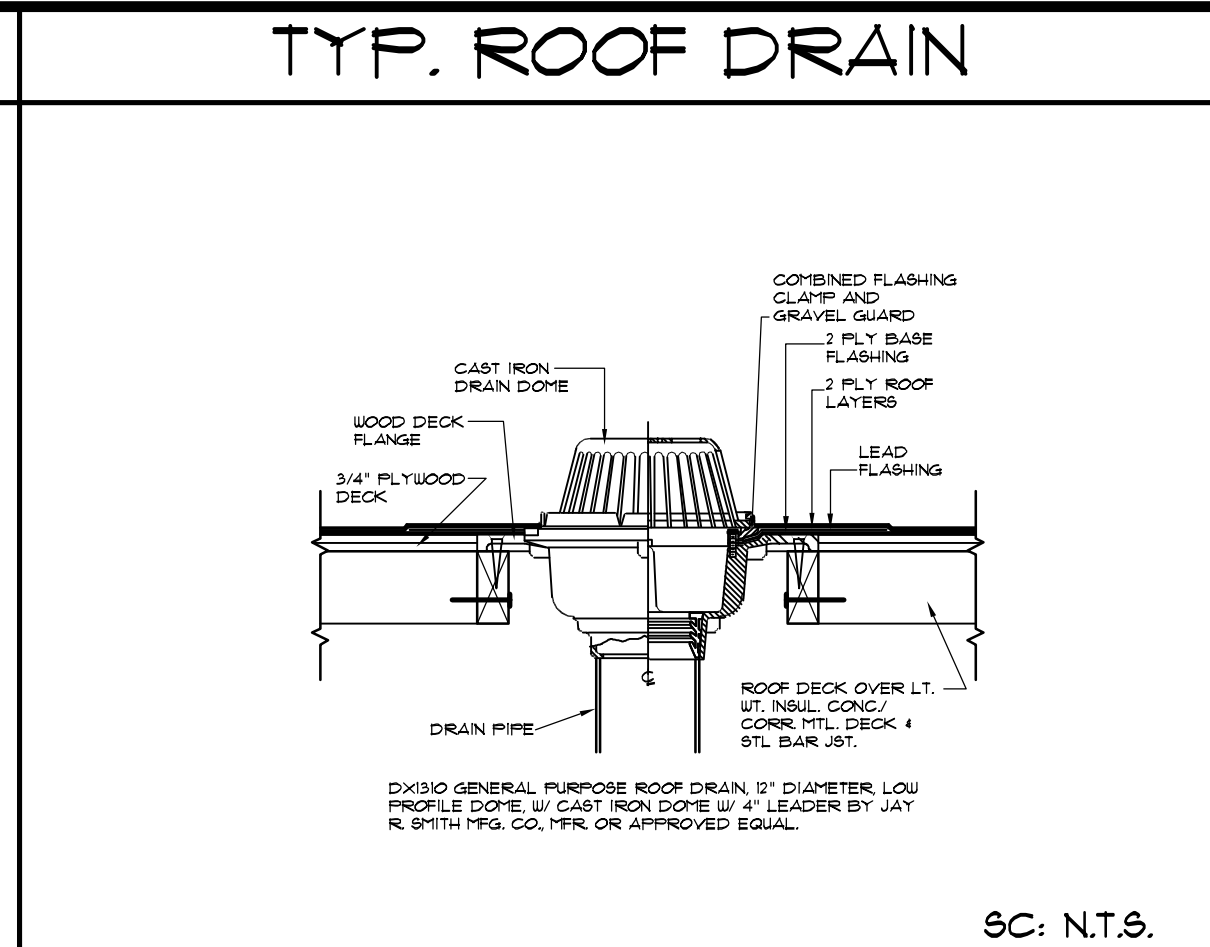 TYP. ROOF DRAIN
COMBINED FLASHING
CLAMP AND
GRAVEL GUARD
2 PLY BASE
FLASHING
CAST IRON
DRAIN DOME
2 PLY ROOF
LAYERS
WOOD DECK
FLANGE
LEAD
FLASHING
3/4" PLYWOOD
DECK
ROOF DECK OVER LT.
WT. INSUL. CONC./
CORR. MTL. DECK &
STL BAR JST.
DRAIN PIPE
DX1310 GENERAL PURPOSE ROOF DRAIN, 12" DIAMETER, LOW
PROFILE DOME, W/ CAST IRON DOME W/ 4" LEADER BY JAY
R. SMITH MFG. CO., MFR. OR APPROVED EQUAL.
SC: N.T.S.